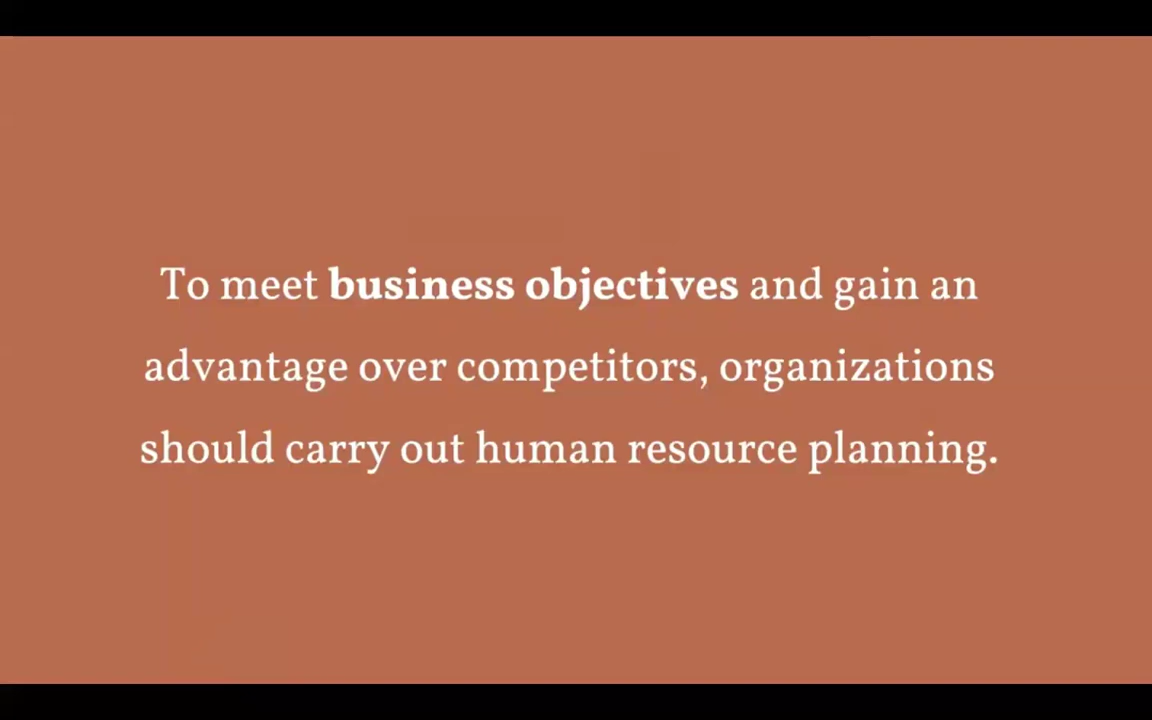 To meet business objectives and gain an
advantage over competitors, organizations
should carry out human resource planning.